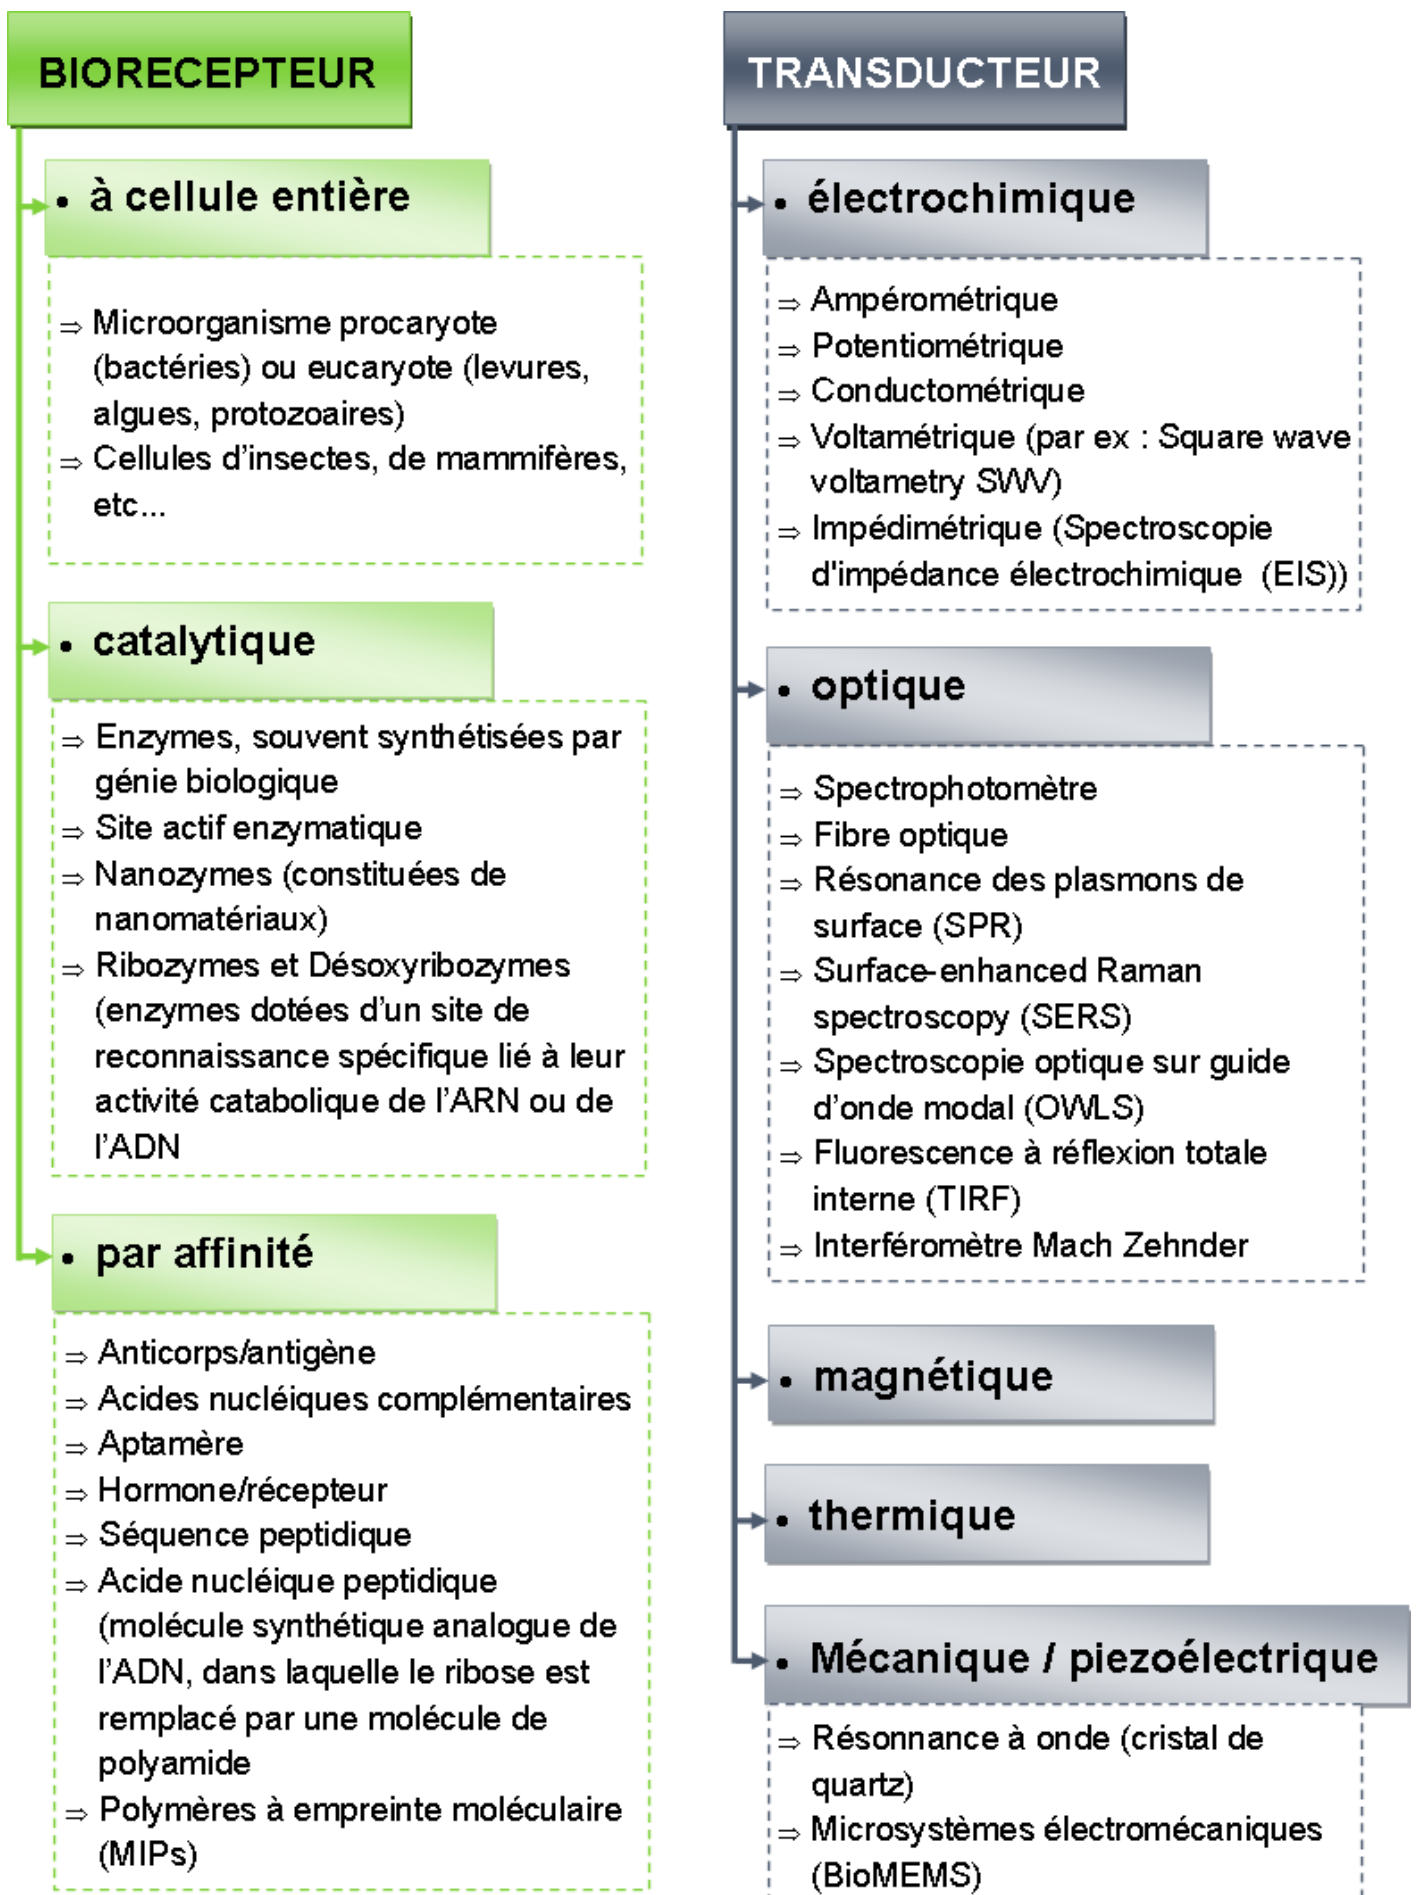 BIORECEPTEUR
• à cellule entière
⇒ Microorganisme procaryote
(bactéries) ou eucaryote (levures,
algues, protozoaires)
⇒ Cellules d'insectes, de mammifères,
etc...
• catalytique
⇒ Enzymes, souvent synthétisées par
génie biologique
⇒ Site actif enzymatique
⇒ Nanozymes (constituées de
nanomatériaux)
⇒ Ribozymes et Désoxyribozymes
(enzymes dotées d'un site de
reconnaissance spécifique lié à leur
activité catabolique de l'ARN ou de
l'ADN
• par affinité
⇒ Anticorps/antigène
⇒ Acides nucléiques complémentaires
⇒ Aptamère
⇒ Hormone/récepteur
⇒ Séquence peptidique
⇒ Acide nucléique peptidique
(molécule synthétique analogue de
l'ADN, dans laquelle le ribose est
remplacé par une molécule de
polyamide
⇒ Polymères à empreinte moléculaire
(MIPs)
TRANSDUCTEUR
• électrochimique
⇒ Ampérométrique
⇒ Potentiométrique
⇒ Conductométrique
⇒ Voltamétrique (par ex : Square wave
voltametry SWV)
⇒ Impédimétrique (Spectroscopie
d'impédance électrochimique (EIS))
• optique
⇒ Spectrophotomètre
⇒ Fibre optique
⇒ Résonance des plasmons de
surface (SPR)
⇒ Surface-enhanced Raman
spectroscopy (SERS)
⇒ Spectroscopie optique sur guide
d'onde modal (OWLS)
⇒ Fluorescence à réflexion totale
interne (TIRF)
⇒ Interféromètre Mach Zehnder
• magnétique
• thermique
• Mécanique / piezoélectrique
⇒ Résonnance à onde (cristal de
quartz)
⇒ Microsystèmes électromécaniques
(BioMEMS)